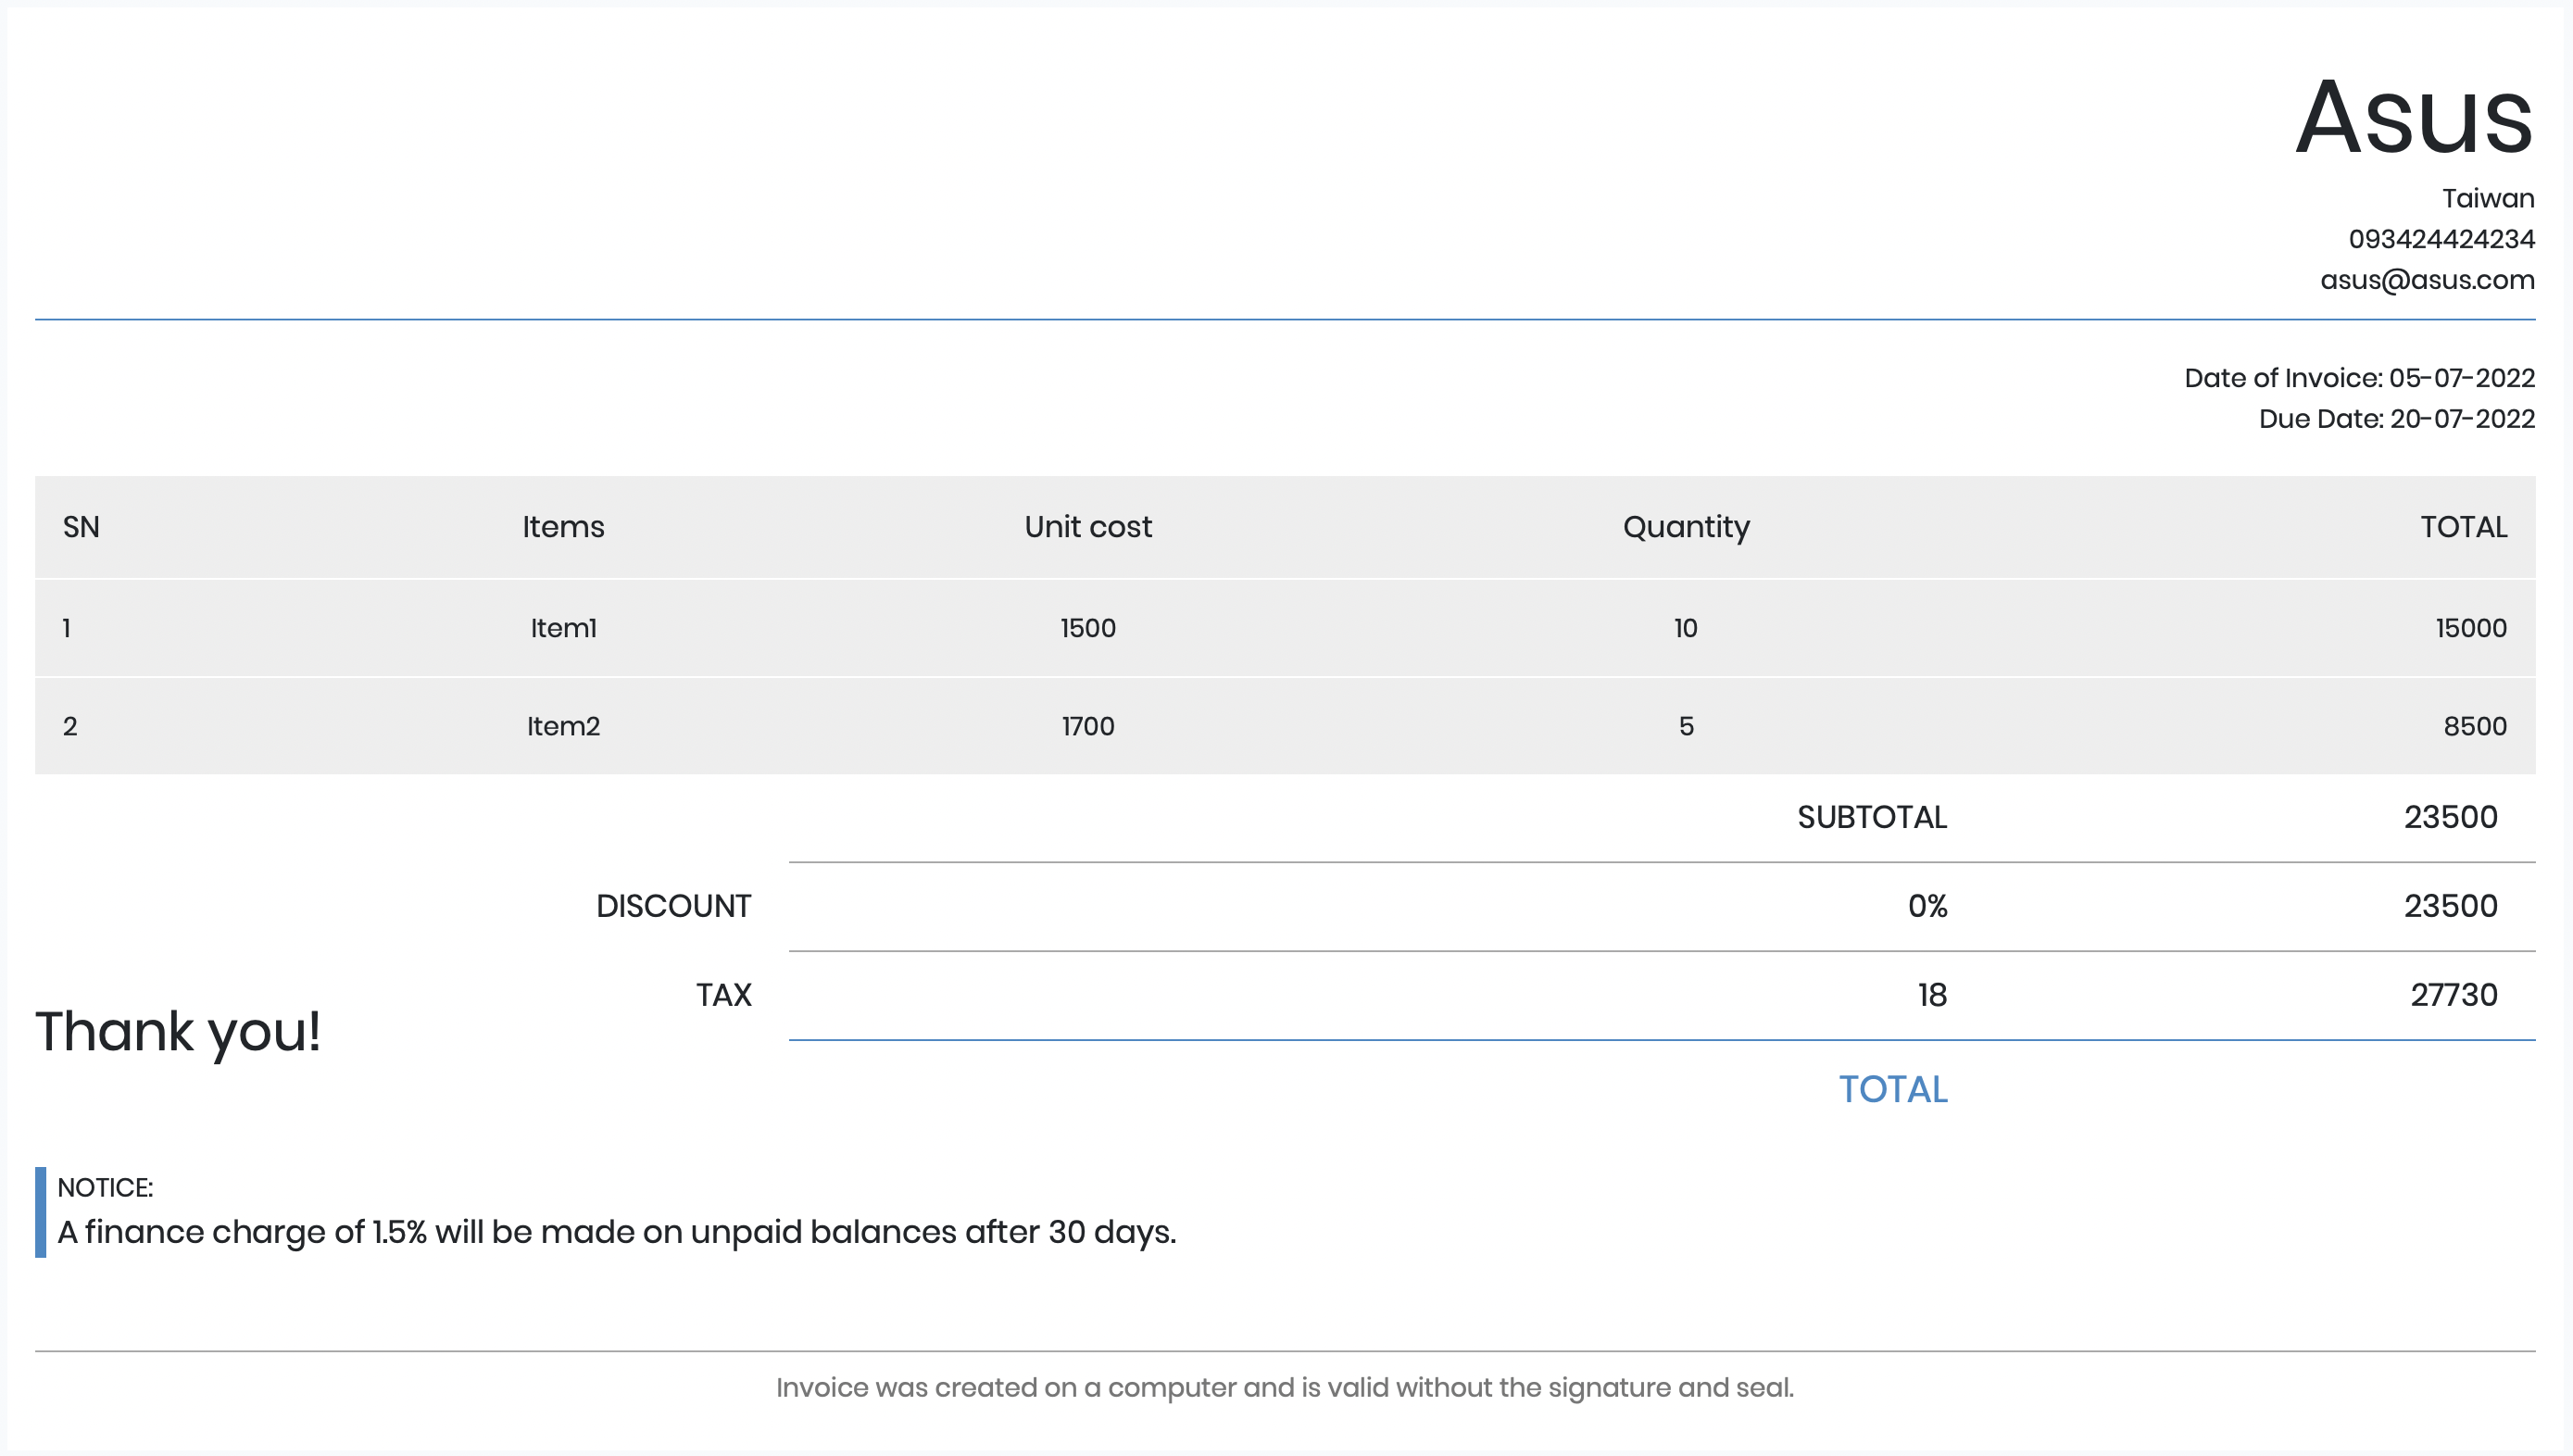 Asus
Taiwan
093424424234
asus@asus.com
Date of Invoice: 05-07-2022
Due Date: 20-07-2022
SN Items Unit cost Quantity TOTAL
1 Item1 1500 10 15000
2 Item2 1700 5 8500
SUBTOTAL 23500
DISCOUNT 0% 23500
TAX 18 27730
Thank you!
TOTAL
NOTICE:
A finance charge of 1.5% will be made on unpaid balances after 30 days.
Invoice was created on a computer and is valid without the signature and seal.